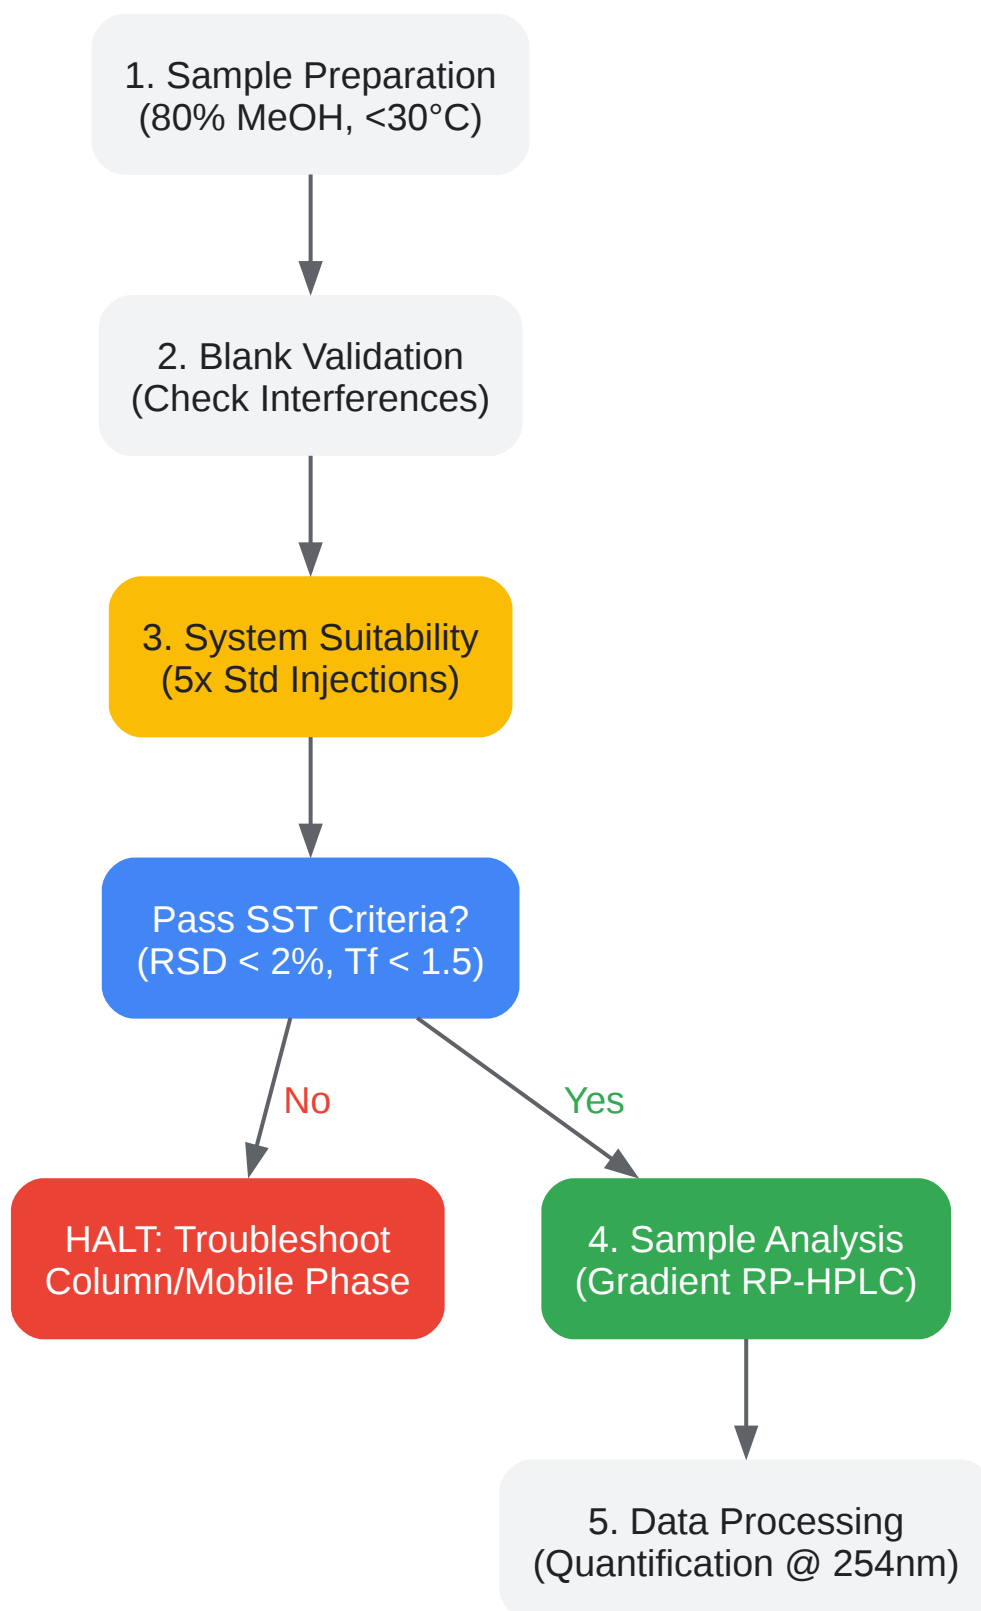 1. Sample Preparation
(80% MeOH, <30°C)
2. Blank Validation
(Check Interferences)
3. System Suitability
(5x Std Injections)
Pass SST Criteria?
(RSD < 2%, Tf < 1.5)
No
Yes
HALT: Troubleshoot
Column/Mobile Phase
4. Sample Analysis
(Gradient RP-HPLC)
5. Data Processing
(Quantification @ 254nm)